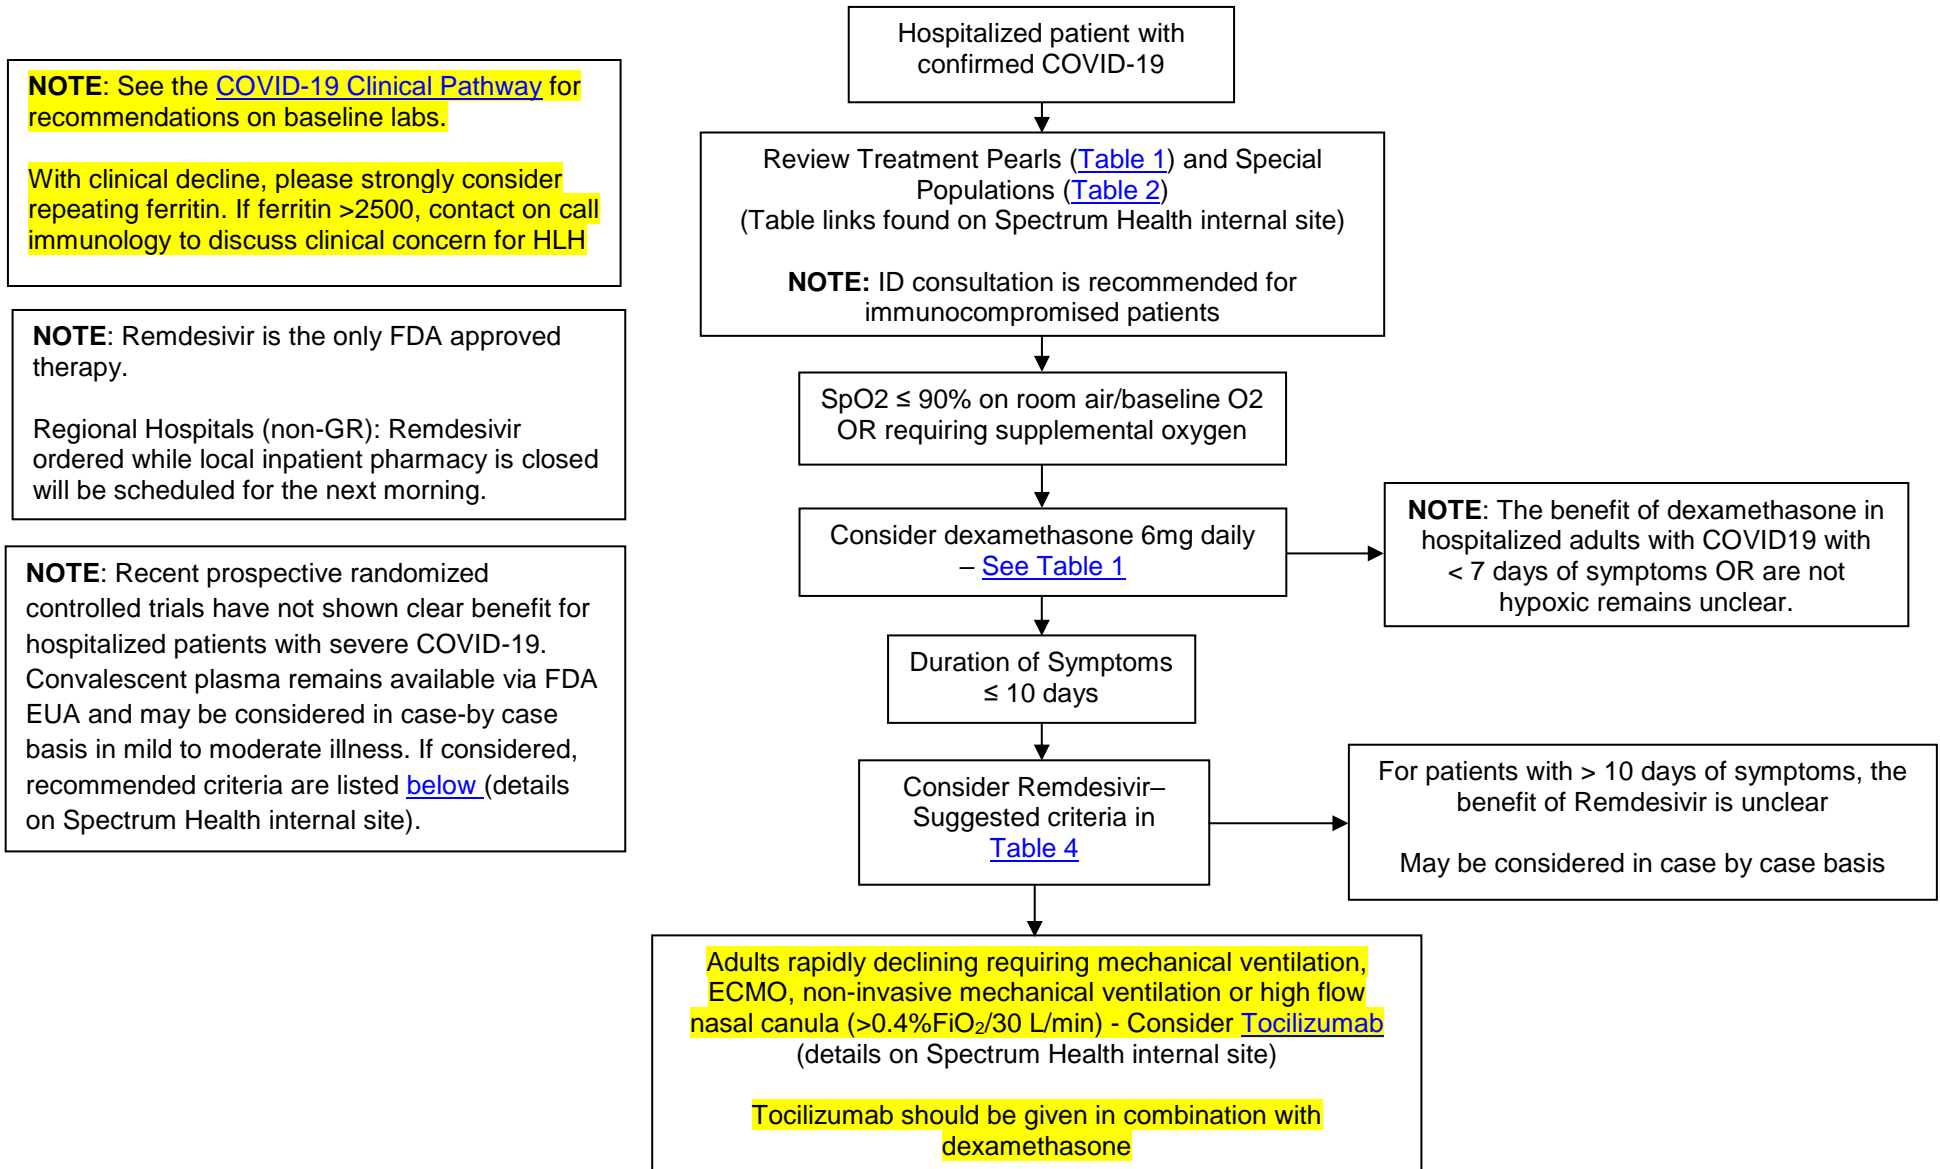 Hospitalized patient with
confirmed COVID-19
NOTE: See the COVID-19 Clinical Pathway for
recommendations on baseline labs.
With clinical decline, please strongly consider
repeating ferritin. If ferritin >2500, contact on call
immunology to discuss clinical concern for HLH
Review Treatment Pearls (Table 1) and Special
Populations (Table 2)
(Table links found on Spectrum Health internal site)
NOTE: ID consultation is recommended for
immunocompromised patients
NOTE: Remdesivir is the only FDA approved
therapy.
Regional Hospitals (non-GR): Remdesivir
ordered while local inpatient pharmacy is closed
will be scheduled for the next morning.
SpO2 ≤ 90% on room air/baseline O2
OR requiring supplemental oxygen
Consider dexamethasone 6mg daily
– See Table 1
NOTE: The benefit of dexamethasone in
hospitalized adults with COVID19 with
< 7 days of symptoms OR are not
hypoxic remains unclear.
NOTE: Recent prospective randomized
controlled trials have not shown clear benefit for
hospitalized patients with severe COVID-19.
Convalescent plasma remains available via FDA
EUA and may be considered in case-by case
basis in mild to moderate illness. If considered,
recommended criteria are listed below (details
on Spectrum Health internal site).
Duration of Symptoms
≤ 10 days
Consider Remdesivir–
Suggested criteria in
Table 4
For patients with > 10 days of symptoms, the
benefit of Remdesivir is unclear
May be considered in case by case basis
Adults rapidly declining requiring mechanical ventilation,
ECMO, non-invasive mechanical ventilation or high flow
nasal canula (>0.4%FiO₂/30 L/min) - Consider Tocilizumab
(details on Spectrum Health internal site)
Tocilizumab should be given in combination with
dexamethasone